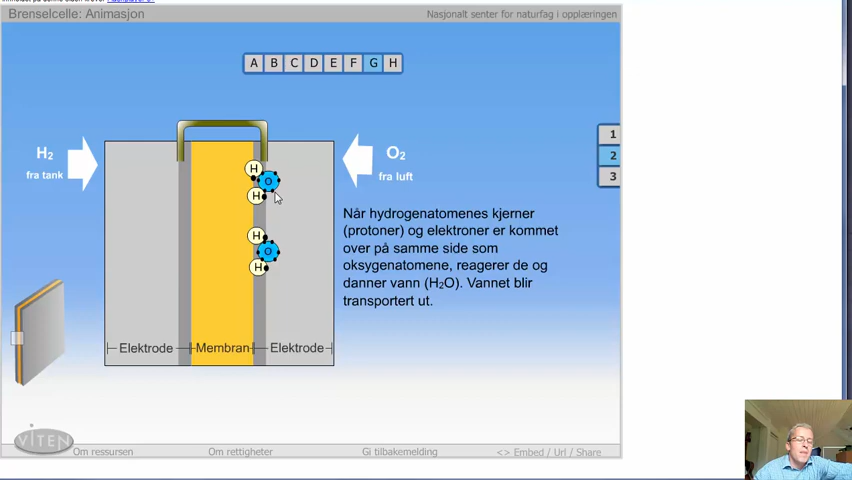 Brenselcelle: Animasjon
Nasjonalt senter for naturfag i opplæringen
A B C D E F G H
H2
fra tank
O2
fra luft
1
2
3
H
O
H
H
O
H
Når hydrogenatomenes kjerner
(protoner) og elektroner er kommet
over på samme side som
oksygenatomene, reagerer de og
danner vann (H2O). Vannet blir
transportert ut.
Elektrode
Membran
Elektrode
VITEN
Om ressursen
Om rettigheter
Gi tilbakemelding
<> Embed / Url / Share